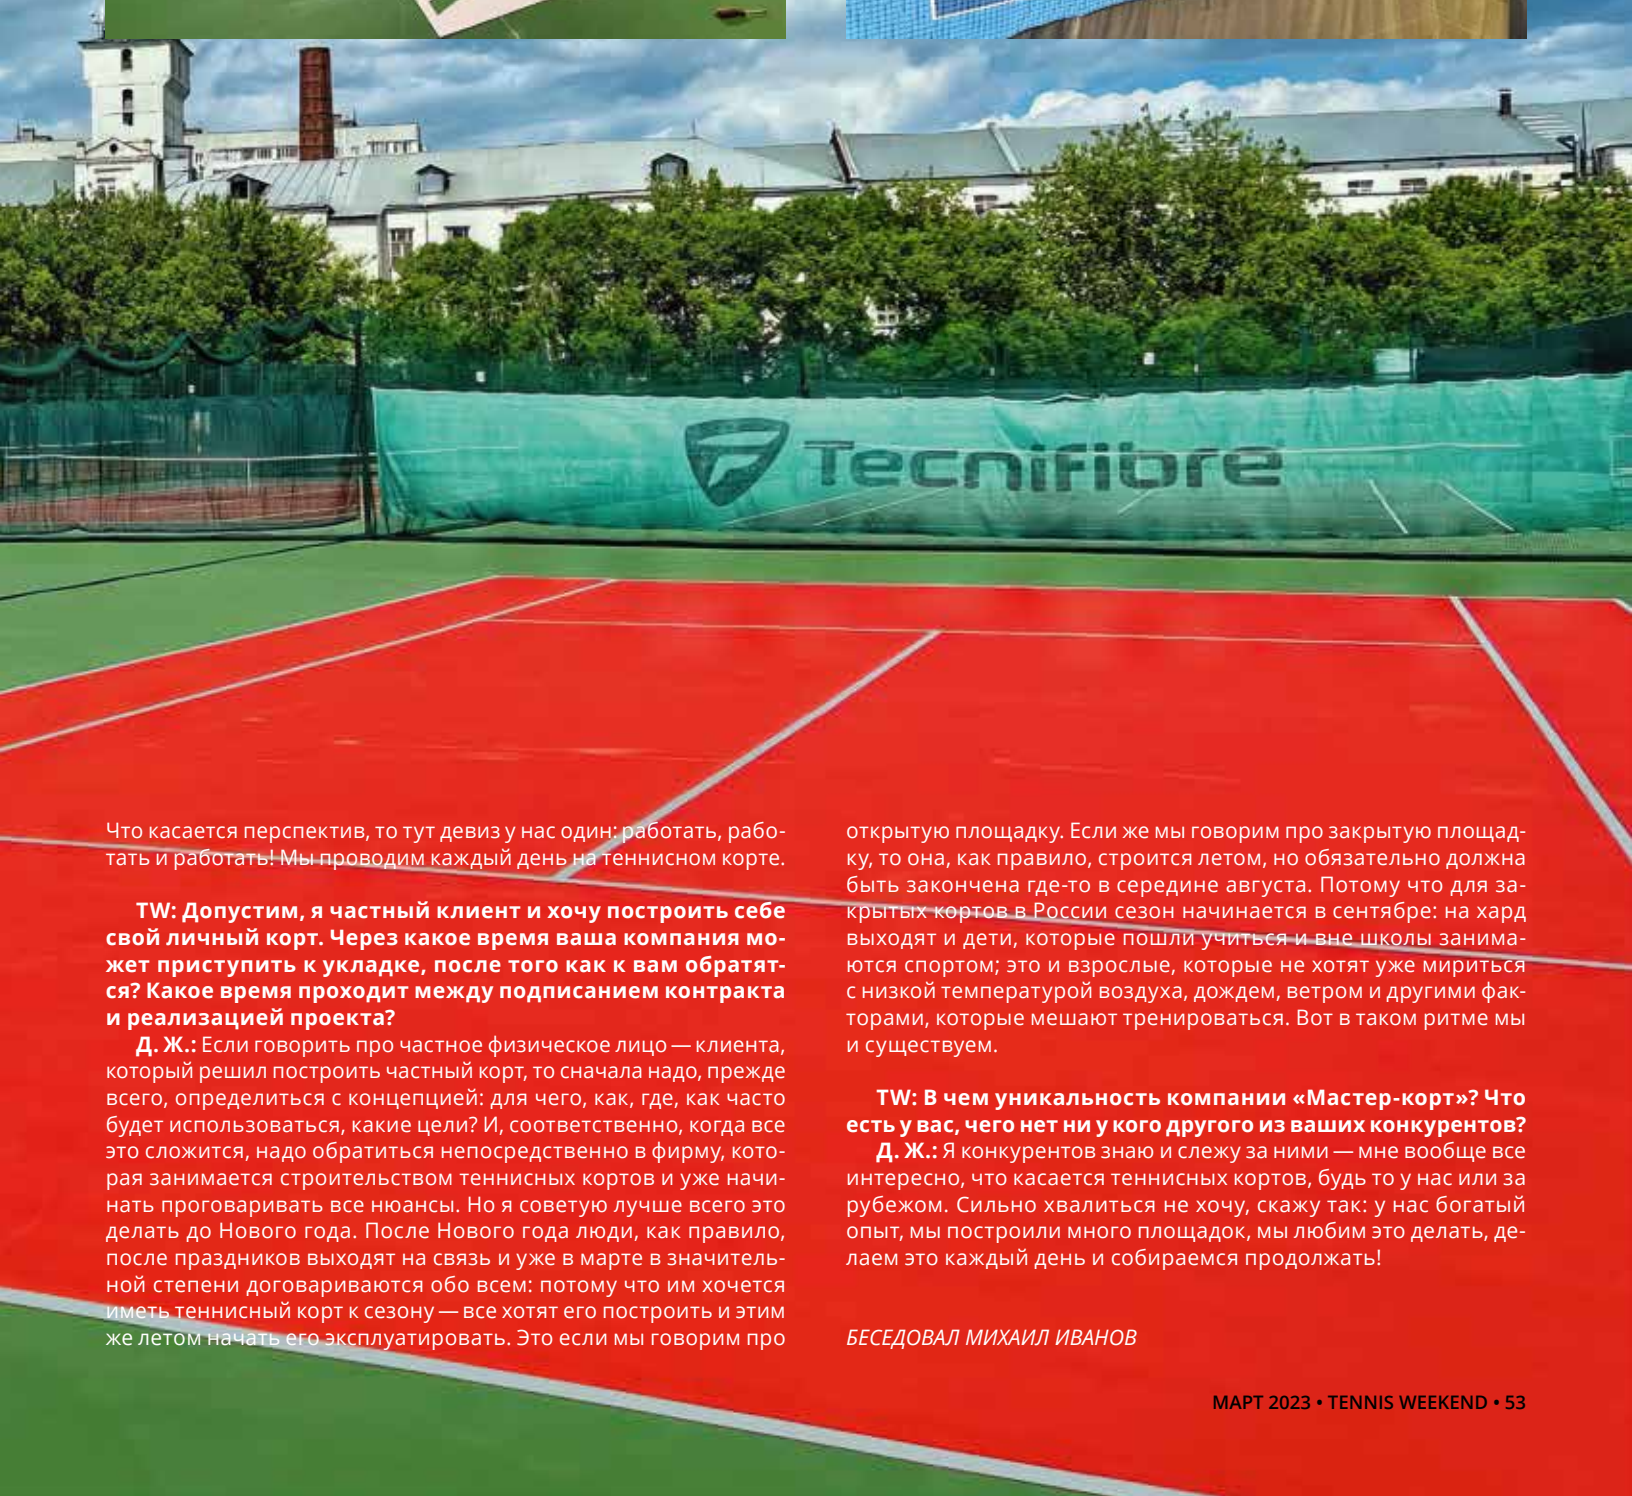 Tecnifibre
Что касается перспектив, то тут девиз у нас один: работать, рабо-
тать и работать! Мы проводим каждый день на теннисном корте.
TW: Допустим, я частный клиент и хочу построить себе
свой личный корт. Через какое время ваша компания мо-
жет приступить к укладке, после того как к вам обратят-
ся? Какое время проходит между подписанием контракта
и реализацией проекта?
Д. Ж.: Если говорить про частное физическое лицо — клиента,
который решил построить частный корт, то сначала надо, прежде
всего, определиться с концепцией: для чего, как, где, как часто
будет использоваться, какие цели? И, соответственно, когда все
это сложится, надо обратиться непосредственно в фирму, кото-
рая занимается строительством теннисных кортов и уже начи-
нать проговаривать все нюансы. Но я советую лучше всего это
делать до Нового года. После Нового года люди, как правило,
после праздников выходят на связь и уже в марте в значитель-
ной степени договариваются обо всем: потому что им хочется
иметь теннисный корт к сезону — все хотят его построить и этим
же летом начать его эксплуатировать. Это если мы говорим про
открытую площадку. Если же мы говорим про закрытую площад-
ку, то она, как правило, строится летом, но обязательно должна
быть закончена где-то в середине августа. Потому что для за-
крытых кортов в России сезон начинается в сентябре: на хард
выходят и дети, которые пошли учиться и вне школы занима-
ются спортом; это и взрослые, которые не хотят уже мириться
с низкой температурой воздуха, дождем, ветром и другими фак-
торами, которые мешают тренироваться. Вот в таком ритме мы
и существуем.
TW: В чем уникальность компании «Мастер-корт»? Что
есть у вас, чего нет ни у кого другого из ваших конкурентов?
Д. Ж.: Я конкурентов знаю и слежу за ними — мне вообще все
интересно, что касается теннисных кортов, будь то у нас или за
рубежом. Сильно хвалиться не хочу, скажу так: у нас богатый
опыт, мы построили много площадок, мы любим это делать, де-
лаем это каждый день и собираемся продолжать!
БЕСЕДОВАЛ МИХАИЛ ИВАНОВ
МАРТ 2023 • TENNIS WEEKEND • 53